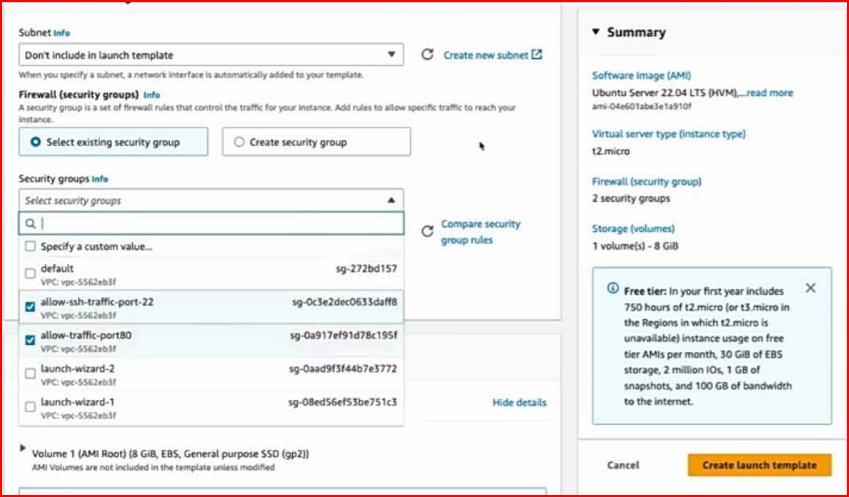 Subnet Info
Don't include in launch template
Create new subnet
When you specify a subnet, a network interface is automatically added to your template.
Firewall (security groups) Info
A security group is a set of firewall rules that control the traffic for your instance. Add rules to allow specific traffic to reach your
instance.
Select existing security group
Create security group
Security groups Info
Select security groups
Compare security
group rules
Specify a custom value...
default sg-272bd157
VPC: vpc-5562eb3f
allow-ssh-traffic-port-22 sg-0c3e2dec0633daff8
VPC: vpc-5562eb3f
allow-traffic-port80 sg-0a917ef91d78c195f
VPC: vpc-5562eb3f
launch-wizard-2 sg-0aad9f3f44b7e3772
VPC: vpc-5562eb3f
launch-wizard-1 sg-08ed56ef53be751c3
VPC: vpc-5562eb3f
Hide details
Volume 1 (AMI Root) (8 GiB, EBS, General purpose SSD (gp2))
AMI Volumes are not included in the template unless modified
Summary
Software Image (AMI)
Ubuntu Server 22.04 LTS (HVM),...read more
ami-04e601abe3e1a910f
Virtual server type (instance type)
t2.micro
Firewall (security group)
2 security groups
Storage (volumes)
1 volume(s) - 8 GiB
Free tier: In your first year includes
750 hours of t2.micro (or t3.micro in
the Regions in which t2.micro is
unavailable) instance usage on free
tier AMIs per month, 30 GiB of EBS
storage, 2 million IOs, 1 GB of
snapshots, and 100 GB of bandwidth
to the internet.
Cancel
Create launch template